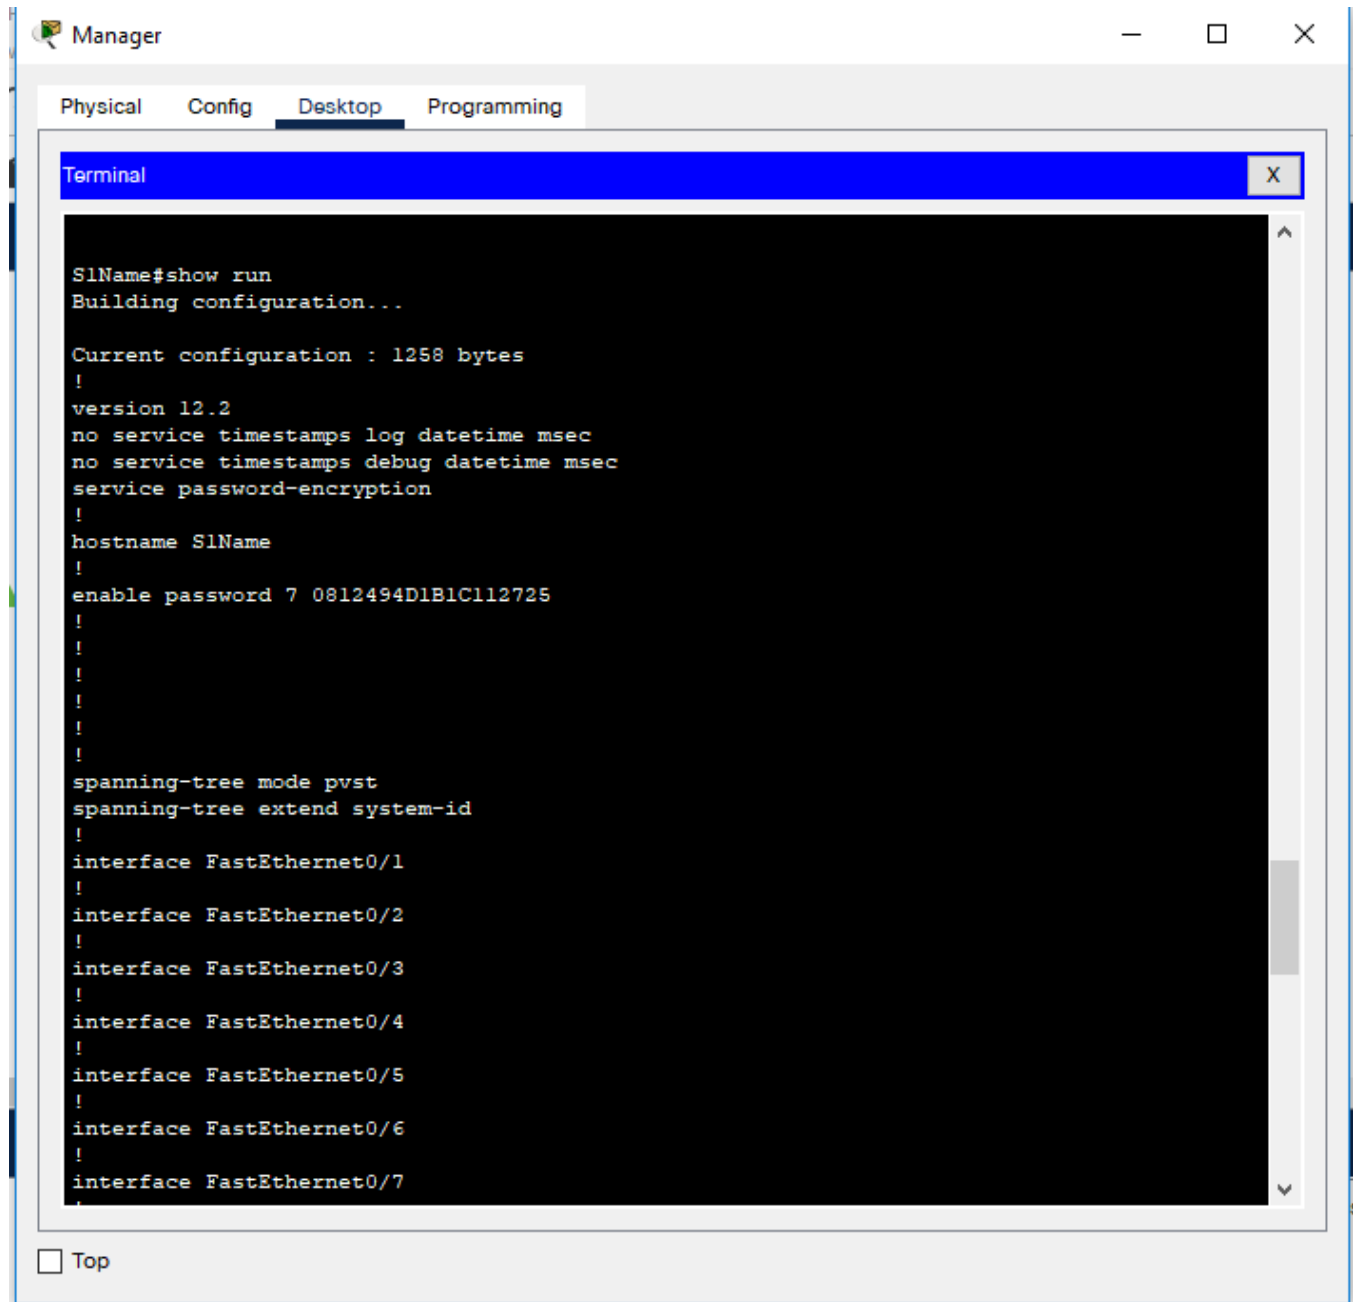 Manager
Physical Config Desktop Programming
Terminal
X
S1Name#show run
Building configuration...
Current configuration : 1258 bytes
!
version 12.2
no service timestamps log datetime msec
no service timestamps debug datetime msec
service password-encryption
!
hostname S1Name
!
enable password 7 0812494D1B1C112725
!
!
!
!
!
!
spanning-tree mode pvst
spanning-tree extend system-id
!
interface FastEthernet0/1
!
interface FastEthernet0/2
!
interface FastEthernet0/3
!
interface FastEthernet0/4
!
interface FastEthernet0/5
!
interface FastEthernet0/6
!
interface FastEthernet0/7
Top